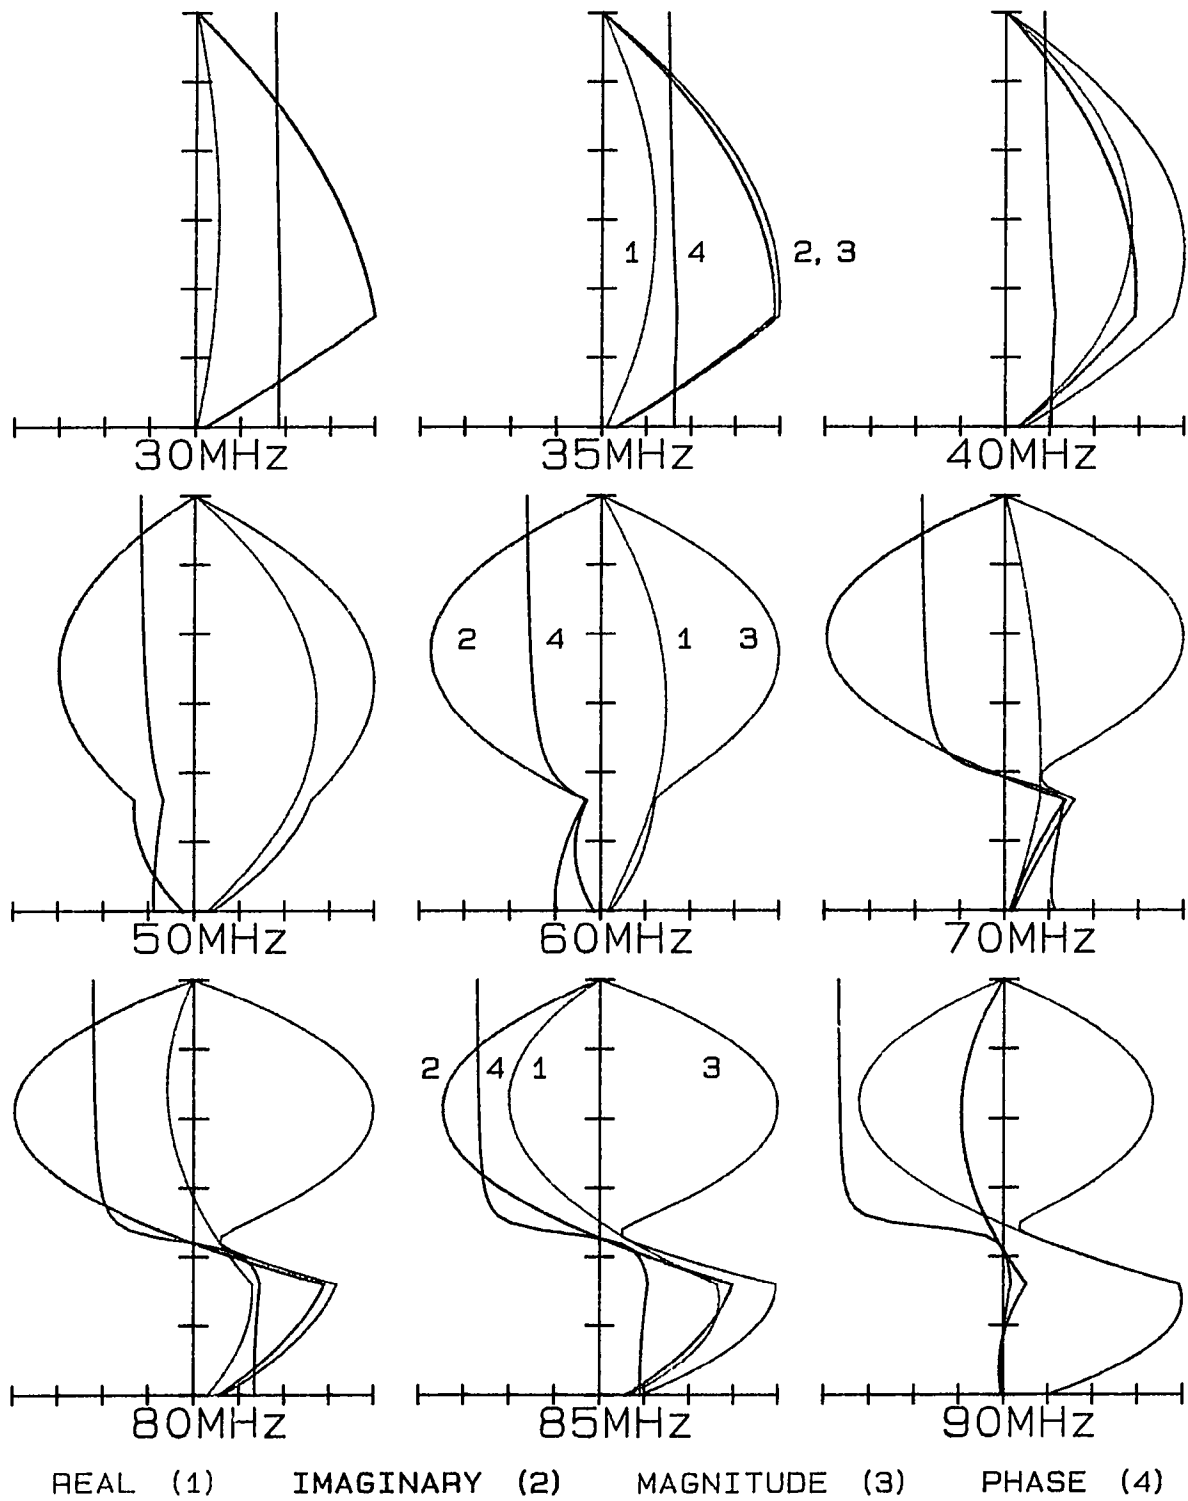 1 4 2, 3
30MHz 35MHz 40MHz
2 4 1 3
50MHz 60MHz 70MHz
2 4 1 3
80MHz 85MHz 90MHz
REAL (1) IMAGINARY (2) MAGNITUDE (3) PHASE (4)